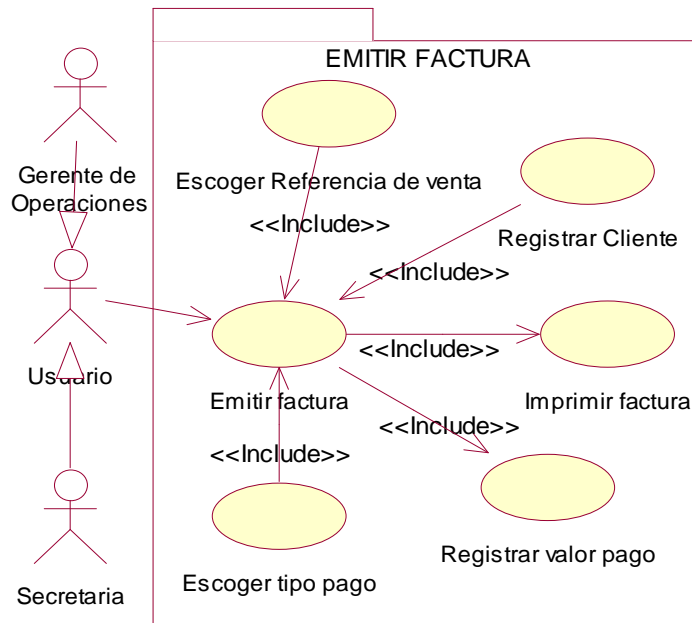 EMITIR FACTURA
Gerente de
Operaciones
Escoger Referencia de venta
<<Include>>
Registrar Cliente
<<Include>>
Usuario
Emitir factura
<<Include>>
Imprimir factura
<<Include>>
<<Include>>
Registrar valor pago
Escoger tipo pago
Secretaria